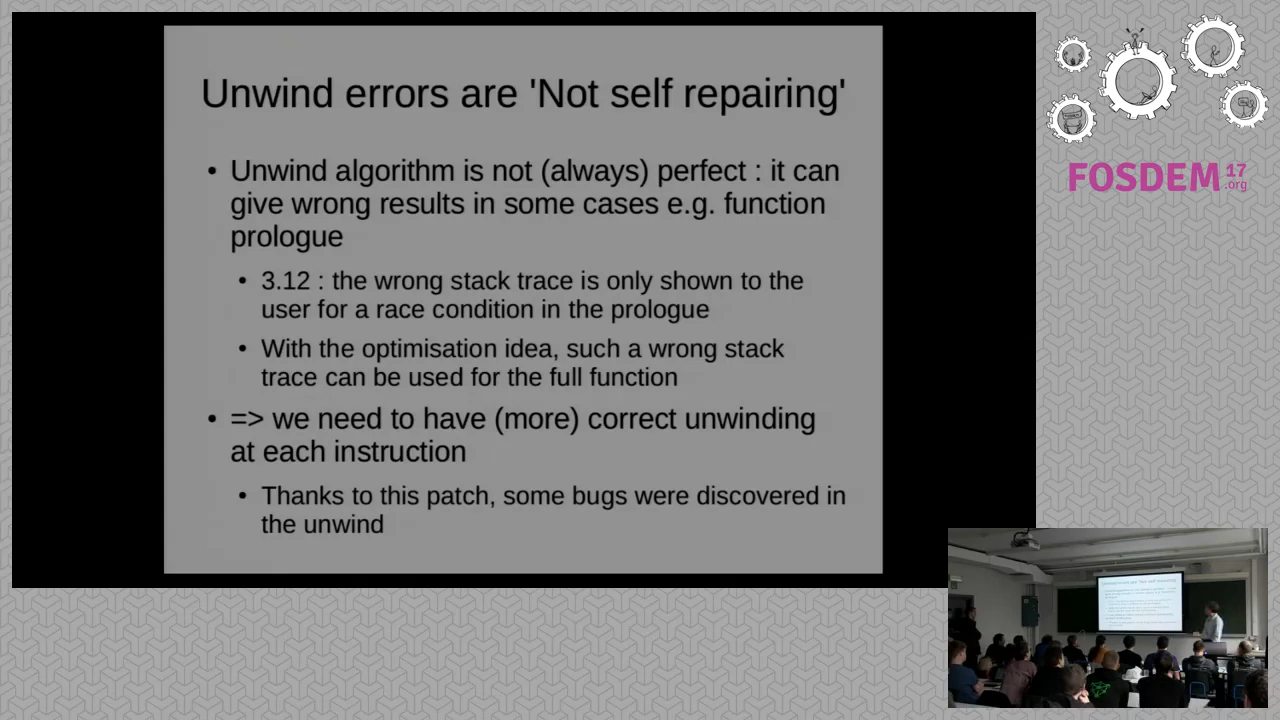 Unwind errors are 'Not self repairing'
• Unwind algorithm is not (always) perfect : it can
give wrong results in some cases e.g. function
prologue
• 3.12 : the wrong stack trace is only shown to the
user for a race condition in the prologue
• With the optimisation idea, such a wrong stack
trace can be used for the full function
• => we need to have (more) correct unwinding
at each instruction
• Thanks to this patch, some bugs were discovered in
the unwind
FOSDEM 17
.org